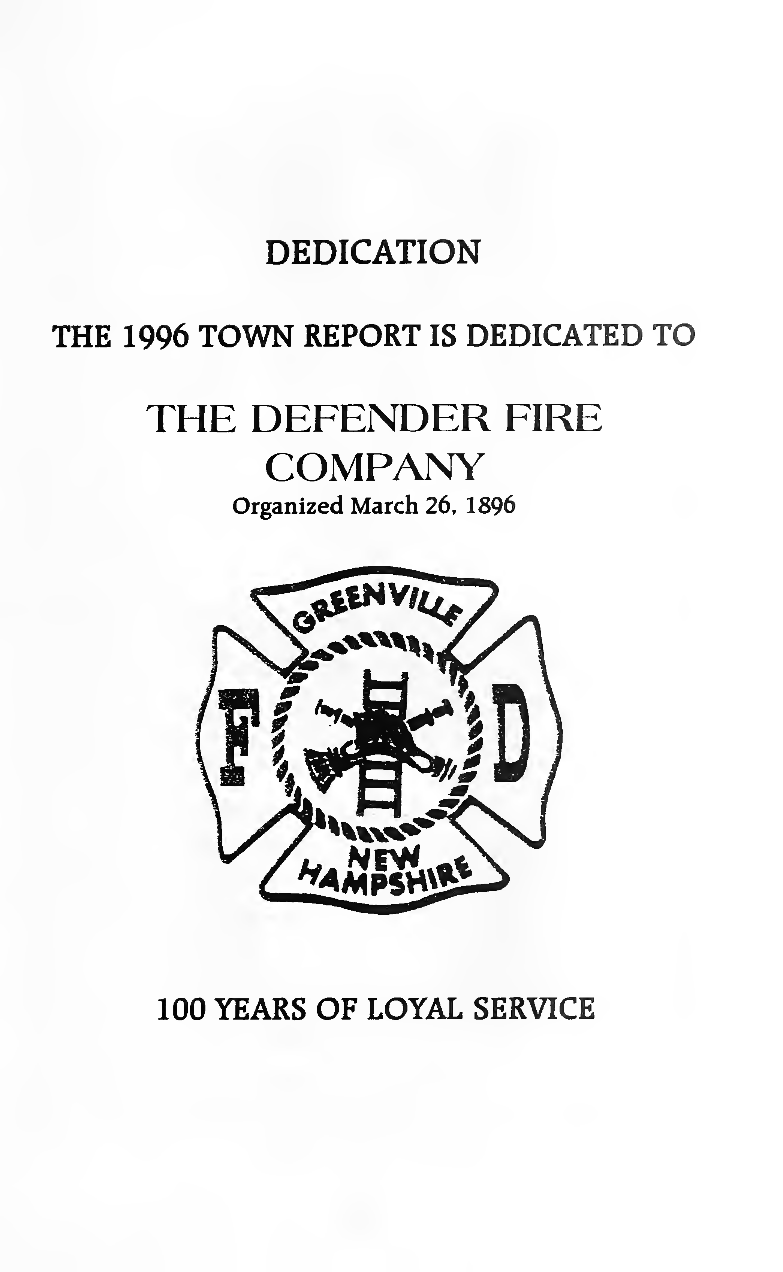 DEDICATION
THE 1996 TOWN REPORT IS DEDICATED TO
THE DEFENDER FIRE
COMPANY
Organized March 26, 1896
GREENVILLE
F D
NEW
HAMPSHIRE
100 YEARS OF LOYAL SERVICE